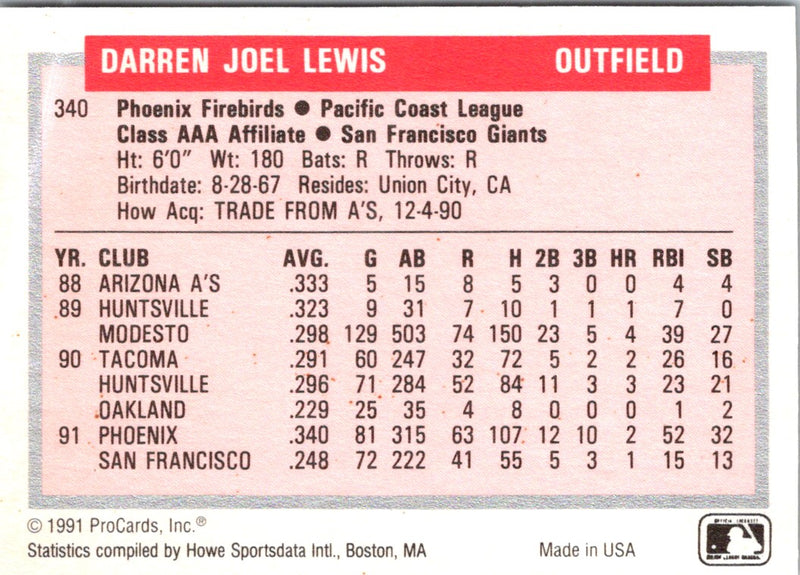 DARREN JOEL LEWIS OUTFIELD
340 Phoenix Firebirds ● Pacific Coast League
Class AAA Affiliate ● San Francisco Giants
Ht: 6'0" Wt: 180 Bats: R Throws: R
Birthdate: 8-28-67 Resides: Union City, CA
How Acq: TRADE FROM A'S, 12-4-90
YR. CLUB AVG. G AB R H 2B 3B HR RBI SB
88 ARIZONA A'S .333 5 15 8 5 3 0 0 4 4
89 HUNTSVILLE .323 9 31 7 10 1 1 1 7 0
MODESTO .298 129 503 74 150 23 5 4 39 27
90 TACOMA .291 60 247 32 72 5 2 2 26 16
HUNTSVILLE .296 71 284 52 84 11 3 3 23 21
OAKLAND .229 25 35 4 8 0 0 0 1 2
91 PHOENIX .340 81 315 63 107 12 10 2 52 32
SAN FRANCISCO .248 72 222 41 55 5 3 1 15 13
© 1991 ProCards, Inc.®
Statistics compiled by Howe Sportsdata Intl., Boston, MA Made in USA